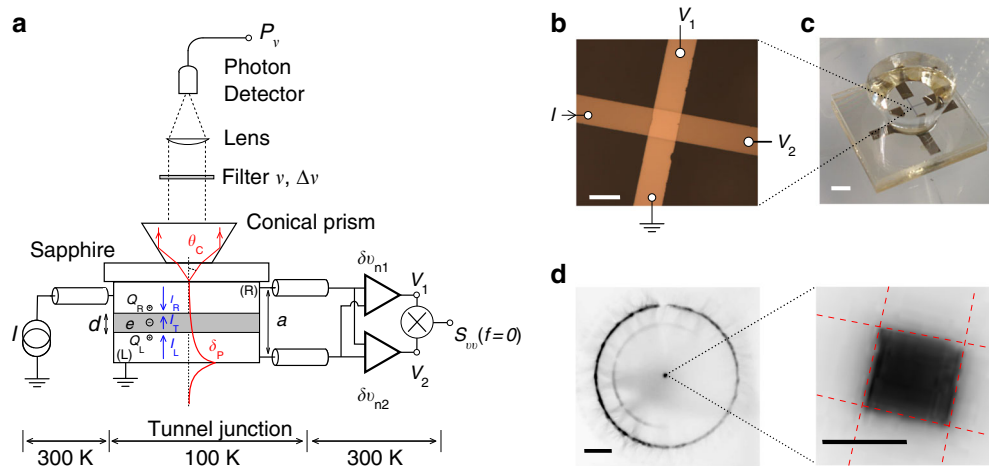 a
P_ν
Photon
Detector
Lens
Filter ν, Δν
Conical prism
Sapphire
θ_C
δυ_n1
(R)
V_1
Q_R
I_R
I
d
e
I_T
a
S_υυ(f=0)
Q_L
I_L
(L)
δ_P
V_2
δυ_n2
Tunnel junction
300 K
100 K
300 K
b
V_1
I
V_2
c
d